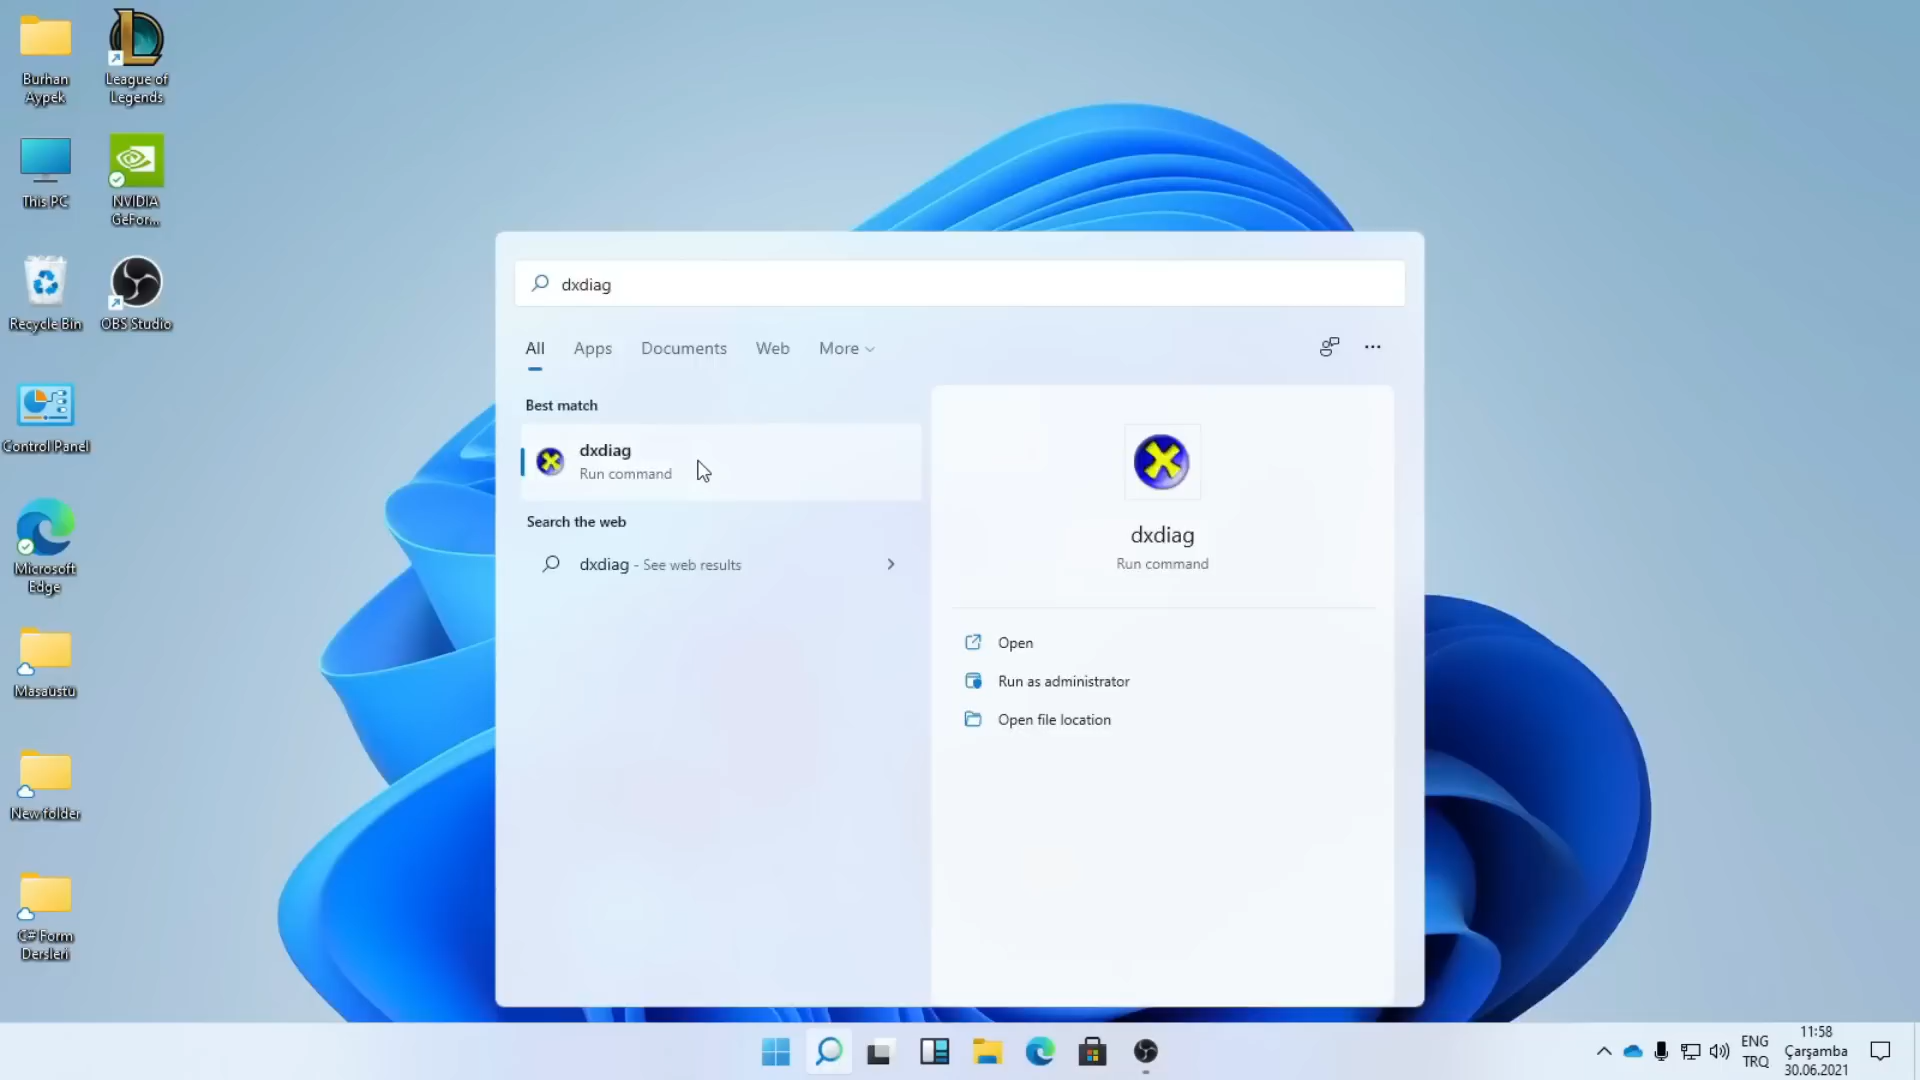 Burhan
Aypek
League of
Legends
This PC
NVIDIA
GeFor...
Recycle Bin
OBS Studio
Control Panel
Microsoft
Edge
Masaüstü
New folder
C# Form
Dersleri
dxdiag
All
Apps
Documents
Web
More
Best match
dxdiag
Run command
Search the web
dxdiag - See web results
dxdiag
Run command
Open
Run as administrator
Open file location
ENG
TRQ
11:58
Çarşamba
30.06.2021